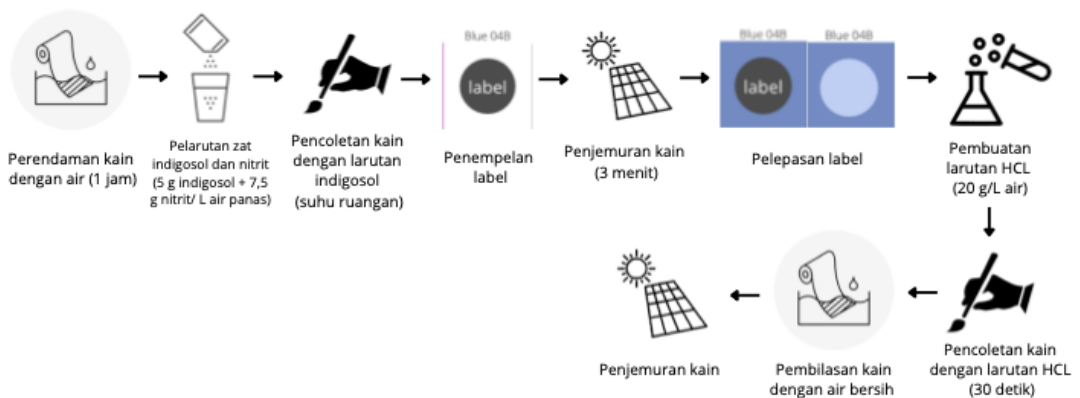 Perendaman kain
dengan air (1 jam)
Pelarutan zat
indigosol dan nitrit
(5 g indigosol + 7,5
g nitrit/ L air panas)
Pencoletan kain
dengan larutan
indigosol
(suhu ruangan)
Blue 04B
label
Penempelan
label
Penjemuran kain
(3 menit)
Blue 04B
Blue 04B
label
Pelepasan label
Pembuatan
larutan HCL
(20 g/L air)
Pencoletan kain
dengan larutan HCL
(30 detik)
Pembilasan kain
dengan air bersih
Penjemuran kain